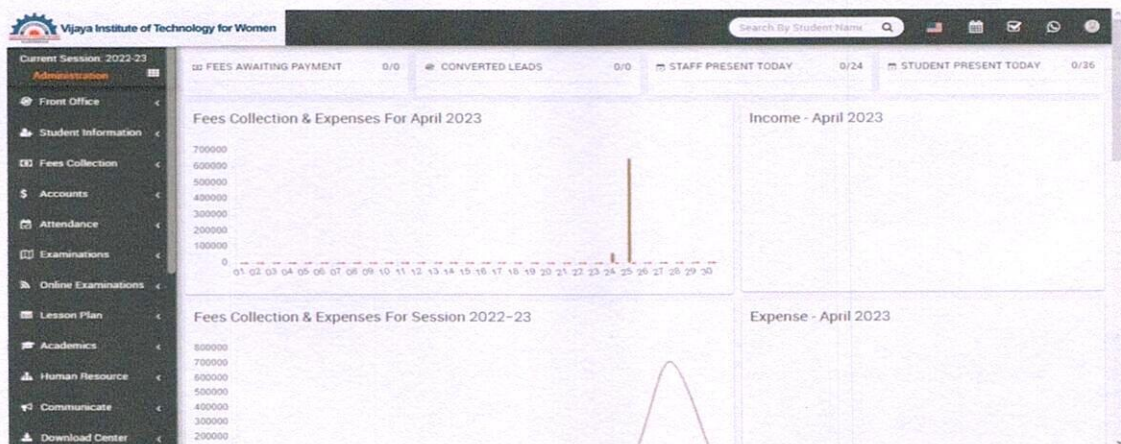 Vijaya Institute of Technology for Women
Search By Student Name
Current Session: 2022-23
Administration
Front Office
Student Information
Fees Collection
$ Accounts
Attendance
Examinations
Online Examinations
Lesson Plan
Academics
Human Resource
Communicate
Download Center
FEES AWAITING PAYMENT 0/0
CONVERTED LEADS 0/0
STAFF PRESENT TODAY 0/24
STUDENT PRESENT TODAY 0/36
Fees Collection & Expenses For April 2023
700000
600000
500000
400000
300000
200000
100000
0
01 02 03 04 05 06 07 08 09 10 11 12 13 14 15 16 17 18 19 20 21 22 23 24 25 26 27 28 29 30
Income - April 2023
Fees Collection & Expenses For Session 2022-23
800000
700000
600000
500000
400000
300000
200000
Expense - April 2023